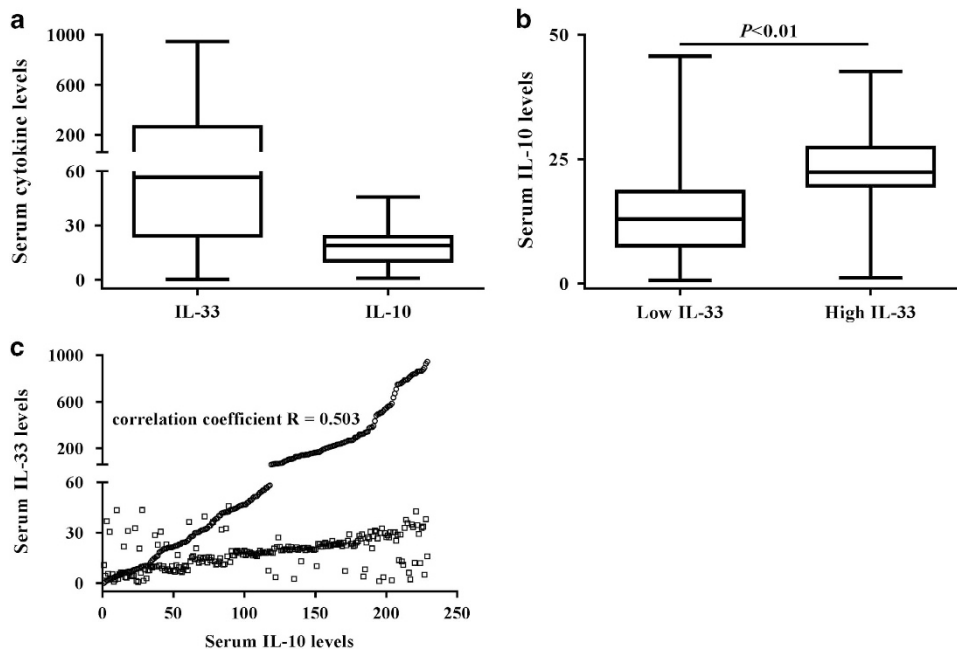 a
Serum cytokine levels
1000
600
200
60
30
0
IL-33
IL-10
b
P<0.01
Serum IL-10 levels
50
25
0
Low IL-33
High IL-33
c
Serum IL-33 levels
1000
600
200
60
30
0
correlation coefficient R = 0.503
0
50
100
150
200
250
Serum IL-10 levels